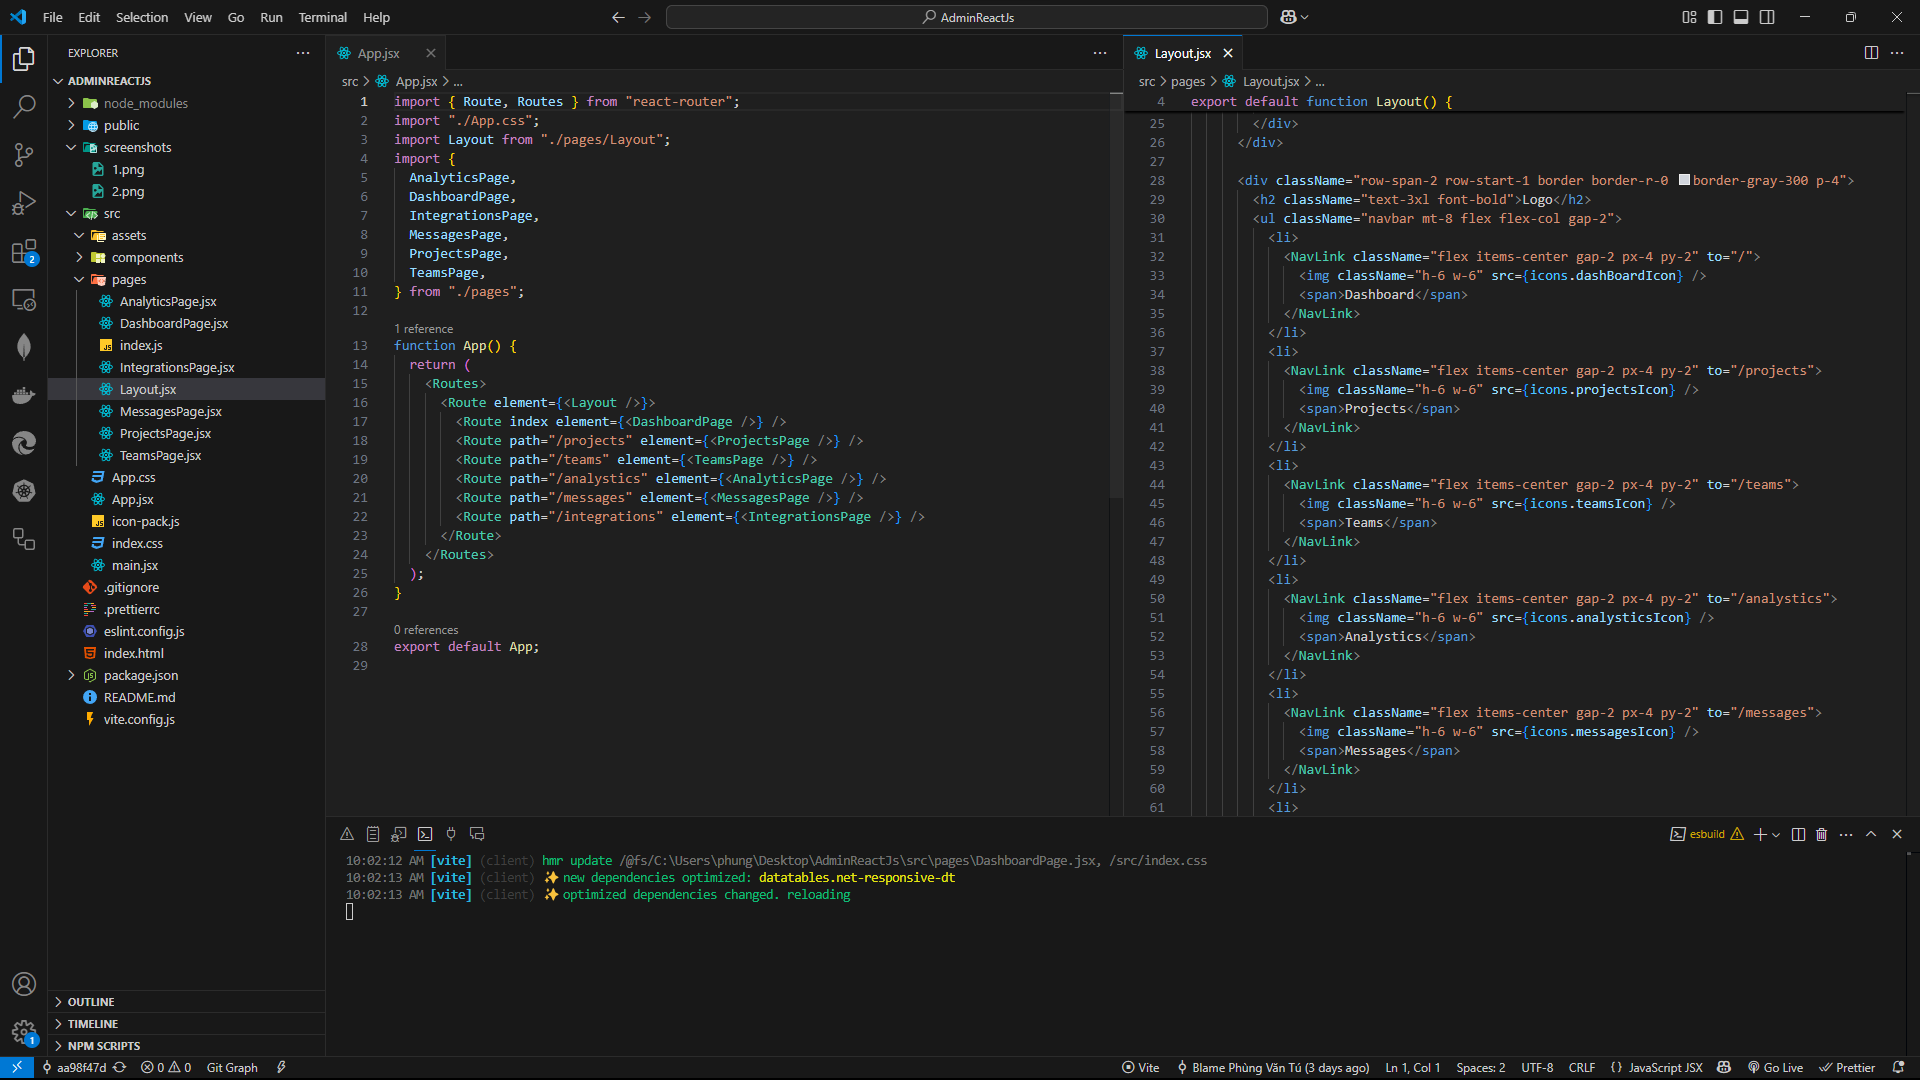 File Edit Selection View Go Run Terminal Help
AdminReactJs
EXPLORER
ADMINREACTJS
node_modules
public
screenshots
1.png
2.png
src
assets
components
pages
AnalyticsPage.jsx
DashboardPage.jsx
index.js
IntegrationsPage.jsx
Layout.jsx
MessagesPage.jsx
ProjectsPage.jsx
TeamsPage.jsx
App.css
App.jsx
icon-pack.js
index.css
main.jsx
.gitignore
.prettierrc
eslint.config.js
index.html
package.json
README.md
vite.config.js
OUTLINE
TIMELINE
NPM SCRIPTS
2
1
App.jsx
src > App.jsx > ...
1 import { Route, Routes } from "react-router";
2 import "./App.css";
3 import Layout from "./pages/Layout";
4 import {
5 AnalyticsPage,
6 DashboardPage,
7 IntegrationsPage,
8 MessagesPage,
9 ProjectsPage,
10 TeamsPage,
11 } from "./pages";
12
1 reference
13 function App() {
14 return (
15 <Routes>
16 <Route element={<Layout />}>
17 <Route index element={<DashboardPage />} />
18 <Route path="/projects" element={<ProjectsPage />} />
19 <Route path="/teams" element={<TeamsPage />} />
20 <Route path="/analystics" element={<AnalyticsPage />} />
21 <Route path="/messages" element={<MessagesPage />} />
22 <Route path="/integrations" element={<IntegrationsPage />} />
23 </Route>
24 </Routes>
25 );
26 }
27
0 references
28 export default App;
29
Layout.jsx
src > pages > Layout.jsx > ...
4 export default function Layout() {
25 </div>
26 </div>
27
28 <div className="row-span-2 row-start-1 border border-r-0 border-gray-300 p-4">
29 <h2 className="text-3xl font-bold">Logo</h2>
30 <ul className="navbar mt-8 flex flex-col gap-2">
31 <li>
32 <NavLink className="flex items-center gap-2 px-4 py-2" to="/">
33 <img className="h-6 w-6" src={icons.dashBoardIcon} />
34 <span>Dashboard</span>
35 </NavLink>
36 </li>
37 <li>
38 <NavLink className="flex items-center gap-2 px-4 py-2" to="/projects">
39 <img className="h-6 w-6" src={icons.projectsIcon} />
40 <span>Projects</span>
41 </NavLink>
42 </li>
43 <li>
44 <NavLink className="flex items-center gap-2 px-4 py-2" to="/teams">
45 <img className="h-6 w-6" src={icons.teamsIcon} />
46 <span>Teams</span>
47 </NavLink>
48 </li>
49 <li>
50 <NavLink className="flex items-center gap-2 px-4 py-2" to="/analystics">
51 <img className="h-6 w-6" src={icons.analysticsIcon} />
52 <span>Analystics</span>
53 </NavLink>
54 </li>
55 <li>
56 <NavLink className="flex items-center gap-2 px-4 py-2" to="/messages">
57 <img className="h-6 w-6" src={icons.messagesIcon} />
58 <span>Messages</span>
59 </NavLink>
60 </li>
61 <li>
esbuild
10:02:12 AM [vite] (client) hmr update /@fs/C:\Users\phung\Desktop\AdminReactJs\src\pages\DashboardPage.jsx, /src/index.css
10:02:13 AM [vite] (client) ✨ new dependencies optimized: datatables.net-responsive-dt
10:02:13 AM [vite] (client) ✨ optimized dependencies changed. reloading
aa98f47d 0 0 Git Graph Vite Blame Phùng Văn Tú (3 days ago) Ln 1, Col 1 Spaces: 2 UTF-8 CRLF {} JavaScript JSX Go Live Prettier